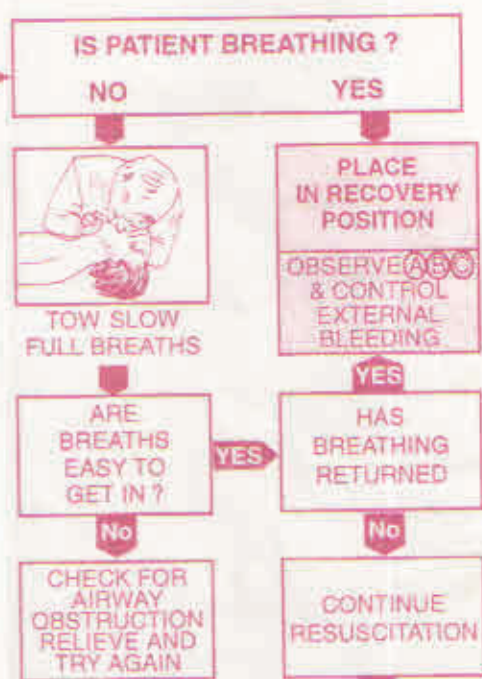 IS PATIENT BREATHING ?
NO
YES
TOW SLOW
FULL BREATHS
PLACE
IN RECOVERY
POSITION
OBSERVE ABC
& CONTROL
EXTERNAL
BLEEDING
YES
ARE
BREATHS
EASY TO
GET IN ?
YES
HAS
BREATHING
RETURNED
No
No
CHECK FOR
AIRWAY
OBSTRUCTION
RELIEVE AND
TRY AGAIN
CONTINUE
RESUSCITATION